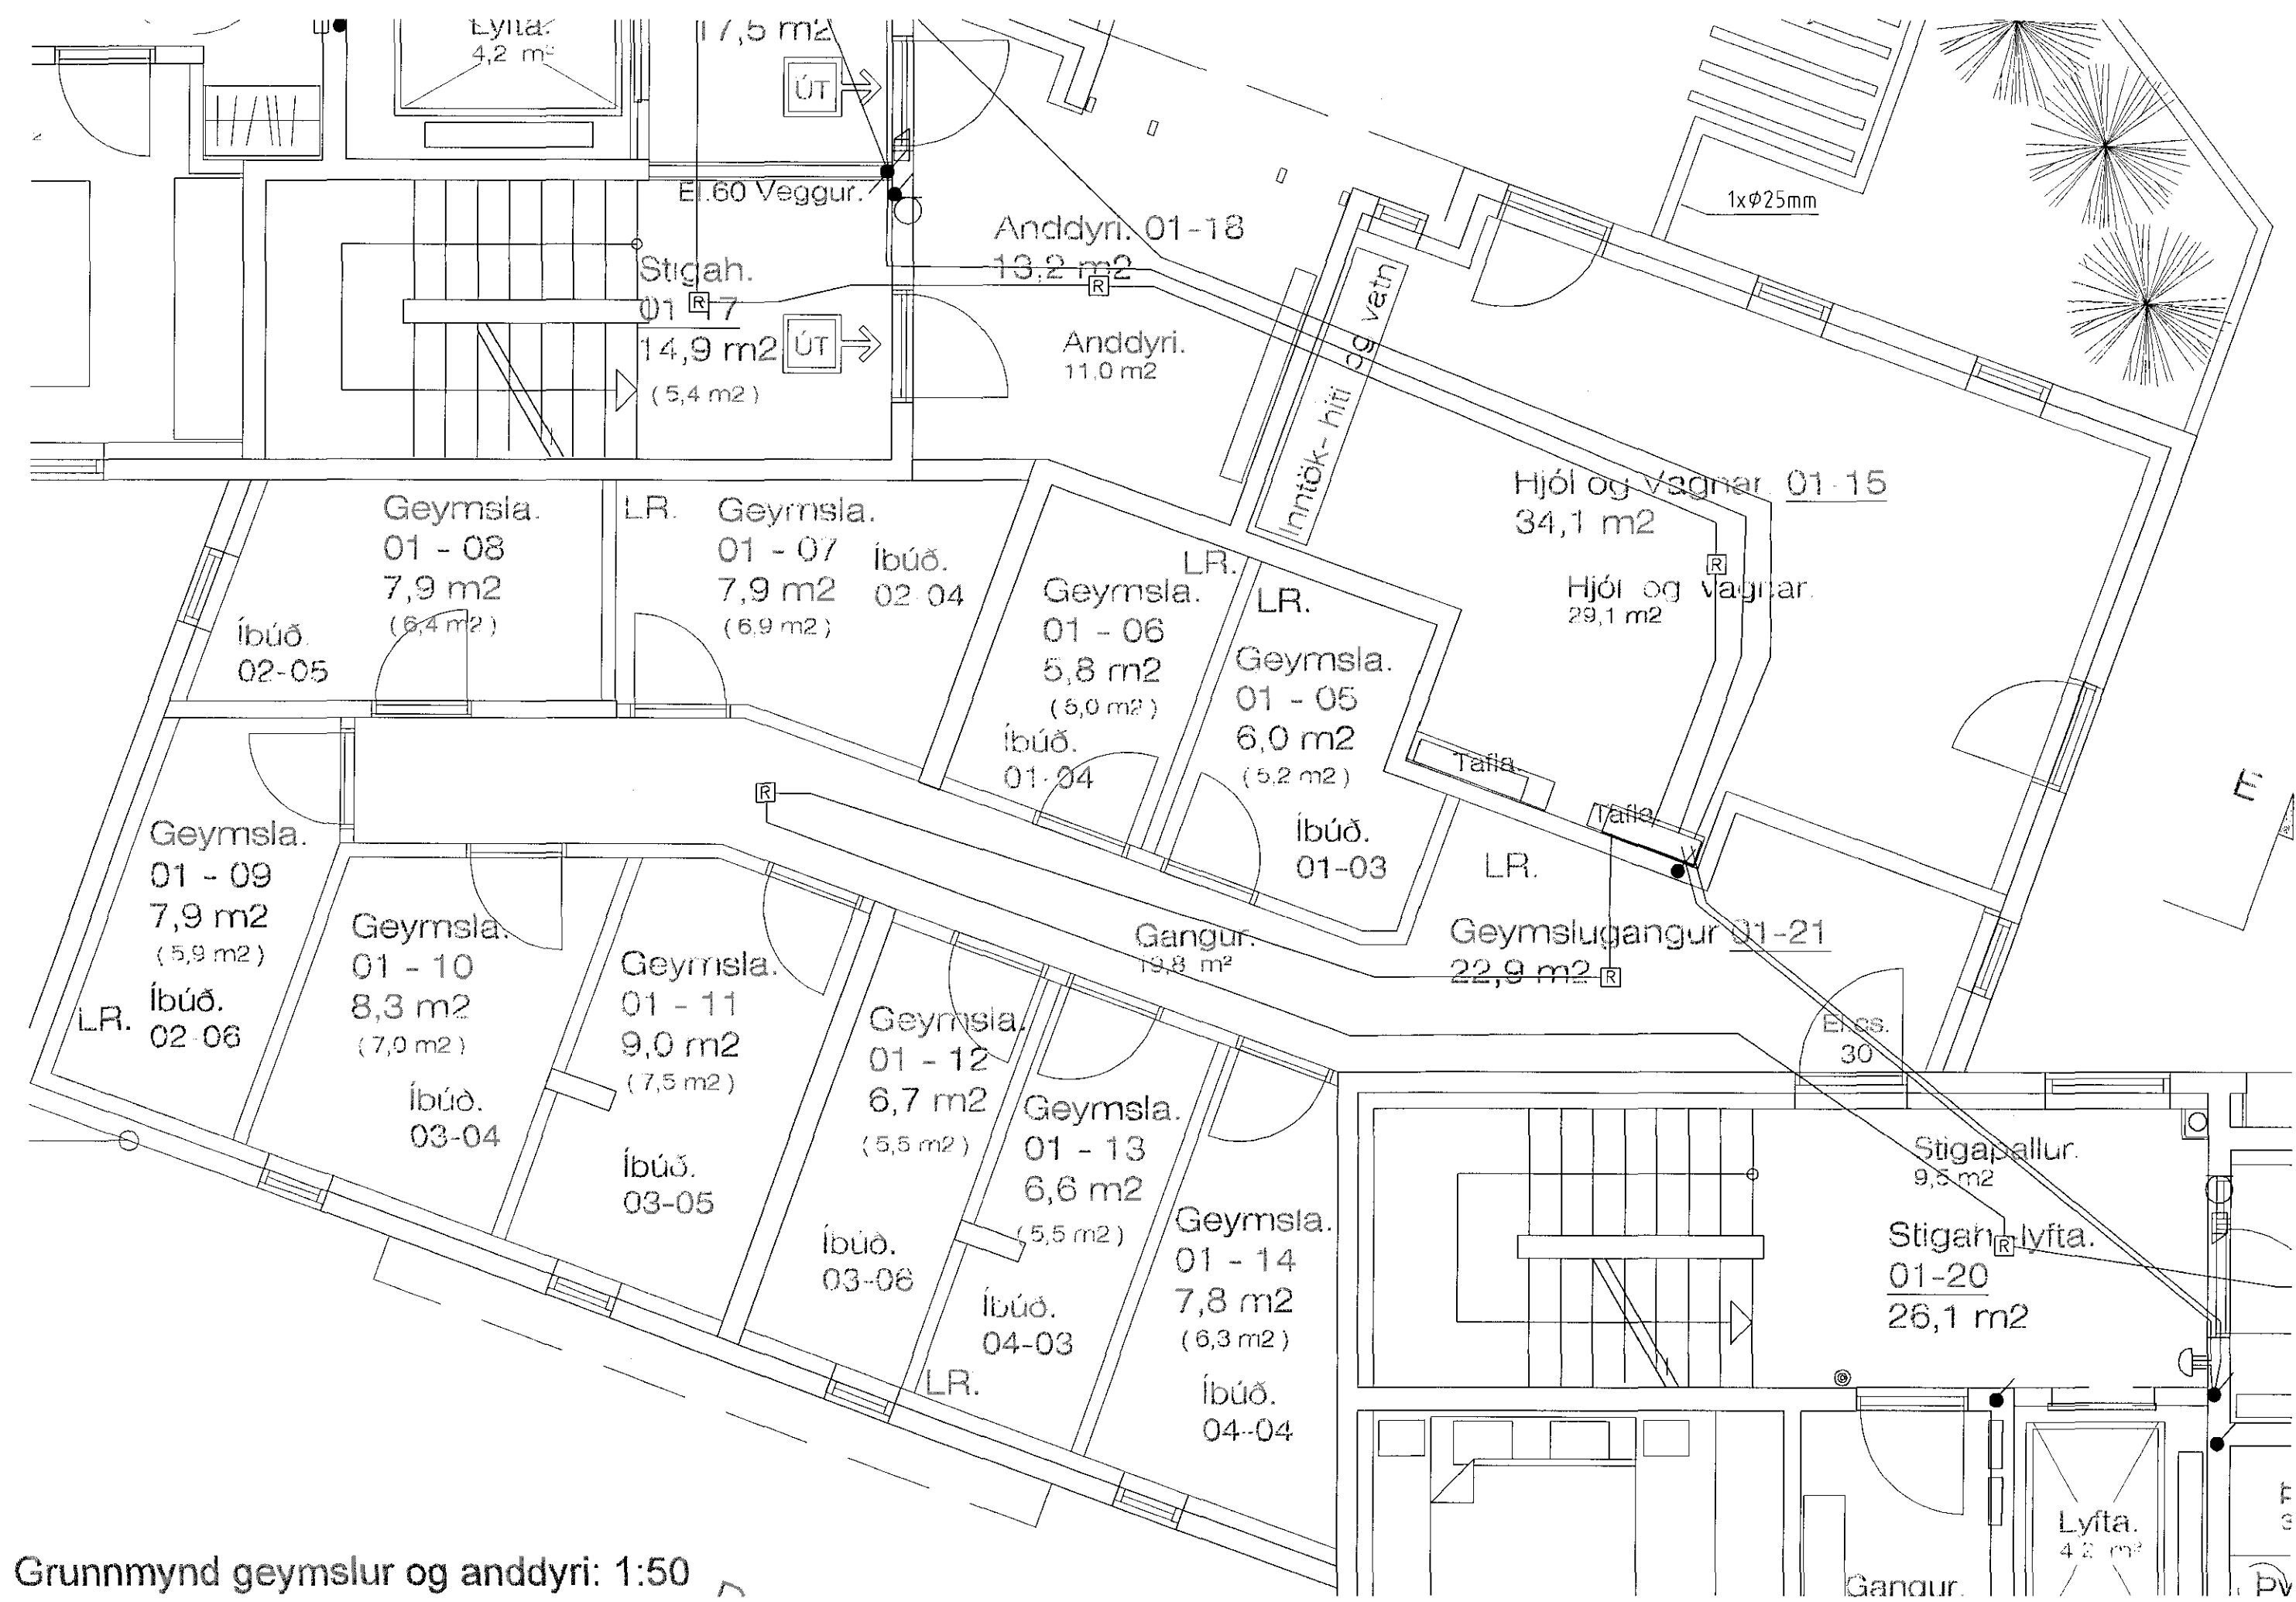 Lyfta.
4,2 m²
17,5 m2
ÚT
EI.60 Veggur.
Anddyri. 01-18
13,2 m2
1xφ25mm
Stigah.
01 17
14,9 m2
(5,4 m2)
ÚT
R
R
Anddyri.
11,0 m2
Inntök- hiti og vatn
Hjól og Vagnar 01-15
34,1 m2
R
Hjól og vagnar.
29,1 m2
Geymsla.
01 - 08
7,9 m2
(6,4 m2)
Íbúð.
02-05
LR.
Geymsla.
01 - 07
7,9 m2
(6,9 m2)
Íbúð.
02-04
Geymsla.
01 - 06
5,8 m2
(5,0 m2)
Íbúð.
01-04
LR.
LR.
Geymsla.
01 - 05
6,0 m2
(5,2 m2)
Íbúð.
01-03
Tafla.
Tafla.
LR.
R
Geymsla.
01 - 09
7,9 m2
(5,9 m2)
Íbúð.
02-06
LR.
Geymsla.
01 - 10
8,3 m2
(7,0 m2)
Íbúð.
03-04
Geymsla.
01 - 11
9,0 m2
(7,5 m2)
Íbúð.
03-05
Gangur.
19,8 m²
Geymslugangur 01-21
22,9 m2
R
Geymsla.
01 - 12
6,7 m2
(5,5 m2)
Íbúð.
03-06
Geymsla.
01 - 13
6,6 m2
(5,5 m2)
Íbúð.
04-03
LR.
Geymsla.
01 - 14
7,8 m2
(6,3 m2)
Íbúð.
04-04
30
Stigapallur.
9,5 m2
Stigah lyfta.
R
01-20
26,1 m2
Lyfta.
4,2 m²
Gangur.
Grunnmynd geymslur og anddyri: 1:50